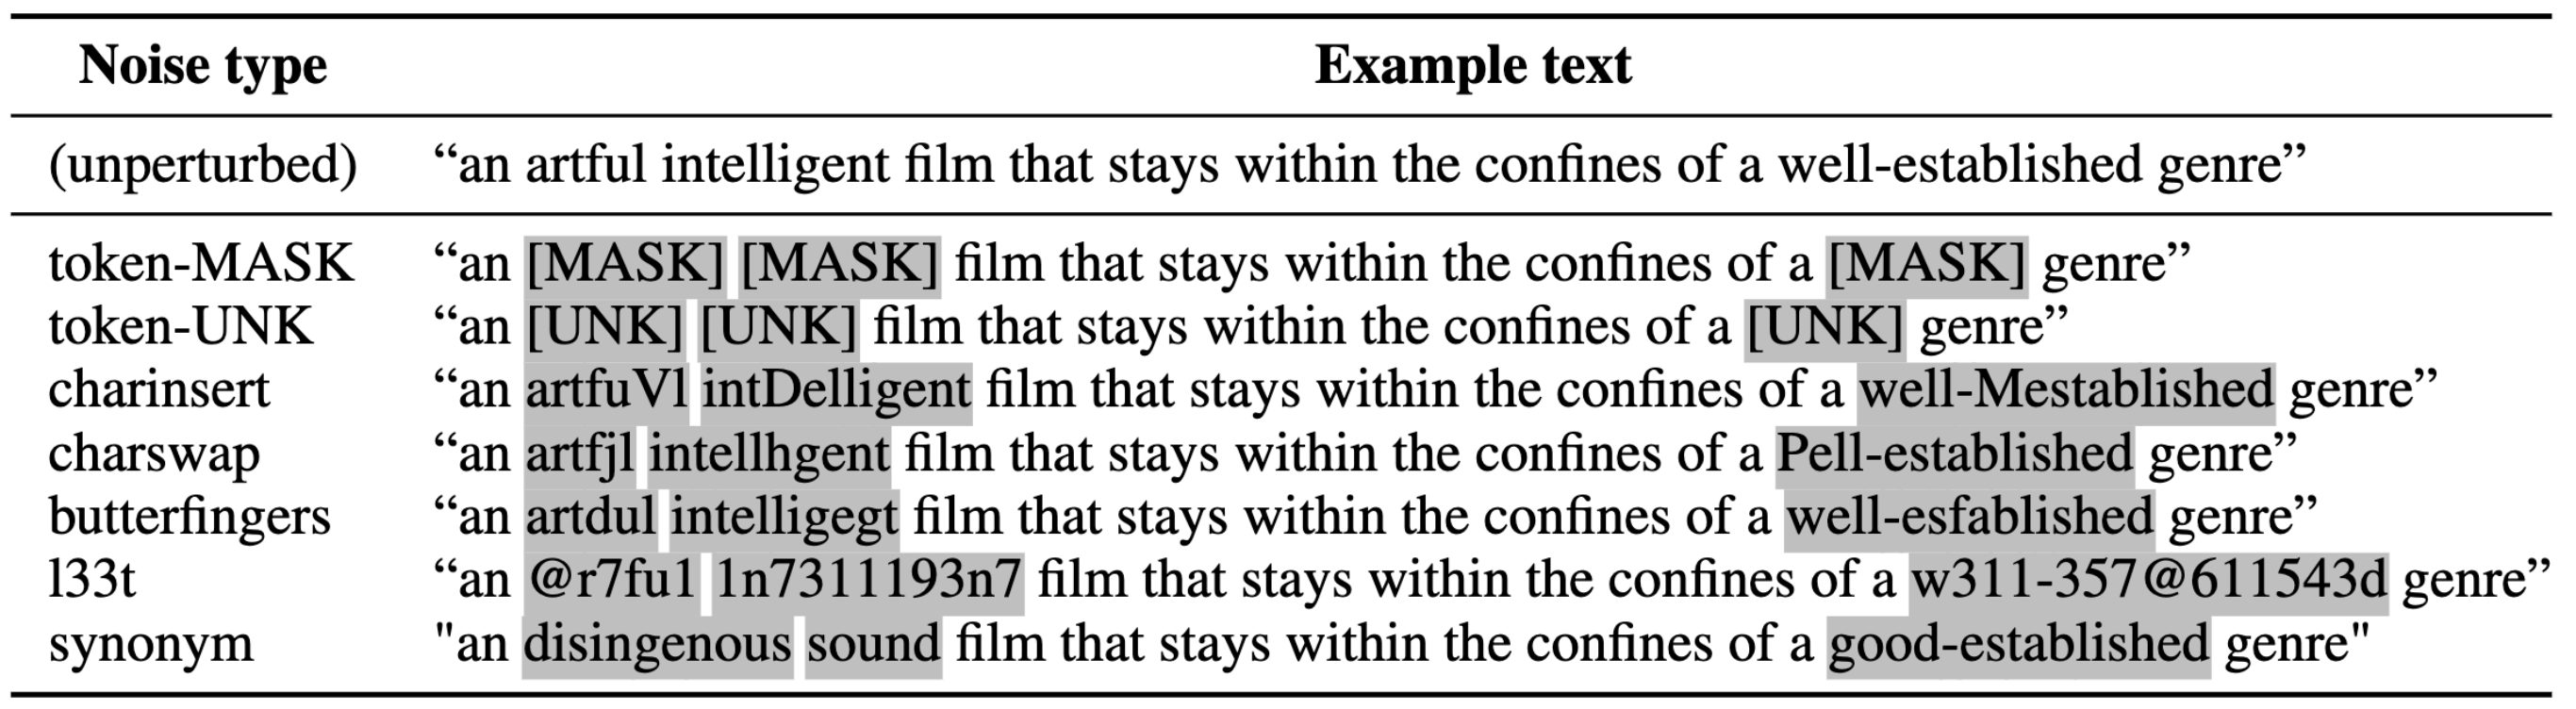 Noise type Example text
(unperturbed) “an artful intelligent film that stays within the confines of a well-established genre”
token-MASK “an [MASK] [MASK] film that stays within the confines of a [MASK] genre”
token-UNK “an [UNK] [UNK] film that stays within the confines of a [UNK] genre”
charinsert “an artfuVl intDelligent film that stays within the confines of a well-Mestablished genre”
charswap “an artfjl intellhgent film that stays within the confines of a Pell-established genre”
butterfingers “an artdul intelligegt film that stays within the confines of a well-esfablished genre”
l33t “an @r7fu1 1n7311193n7 film that stays within the confines of a w311-357@611543d genre”
synonym "an disingenous sound film that stays within the confines of a good-established genre"